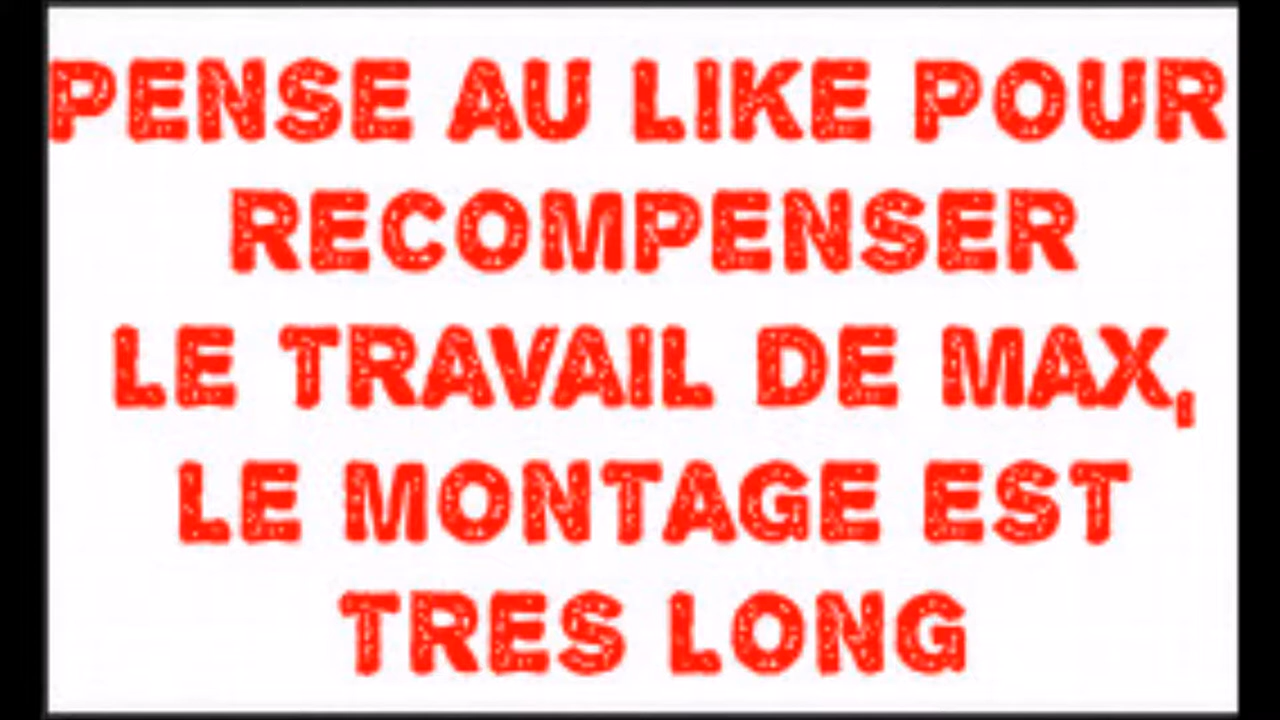 PENSE AU LIKE POUR
RECOMPENSER
LE TRAVAIL DE MAX,
LE MONTAGE EST
TRES LONG